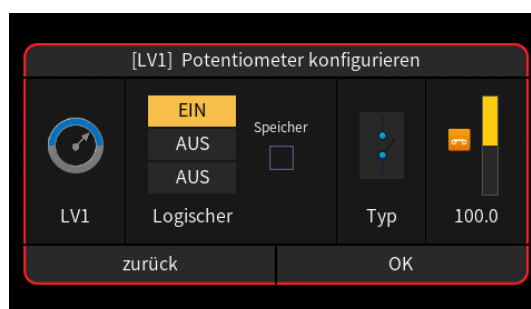 [LV1] Potentiometer konfigurieren
EIN
AUS
AUS
Speicher
LV1
Logischer
Typ
100.0
zurück
OK